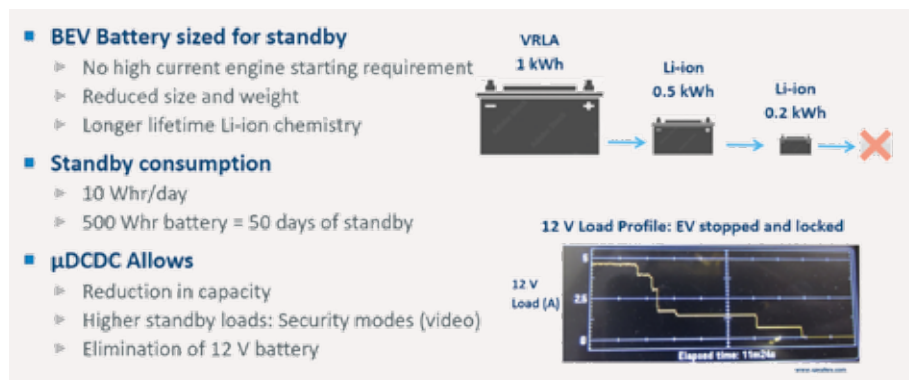 BEV Battery sized for standby
No high current engine starting requirement
Reduced size and weight
Longer lifetime Li-ion chemistry
Standby consumption
10 Whr/day
500 Whr battery = 50 days of standby
µDCDC Allows
Reduction in capacity
Higher standby loads: Security modes (video)
Elimination of 12 V battery
VRLA
1 kWh
Li-ion
0.5 kWh
Li-ion
0.2 kWh
12 V Load Profile: EV stopped and locked
12 V
Load (A)
5
2.5
0
Elapsed time: 11m24s